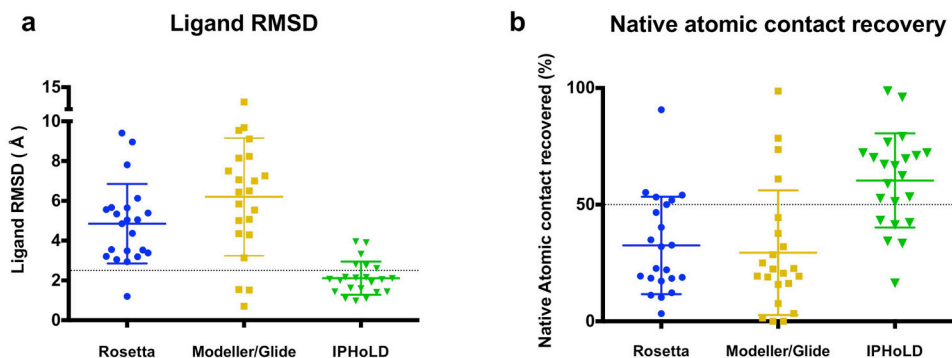 a
Ligand RMSD
Ligand RMSD ( Å )
15
10
8
6
4
2
0
Rosetta
Modeller/Glide
IPHoLD
b
Native atomic contact recovery
Native Atomic contact recovered (%)
100
50
0
Rosetta
Modeller/Glide
IPHoLD